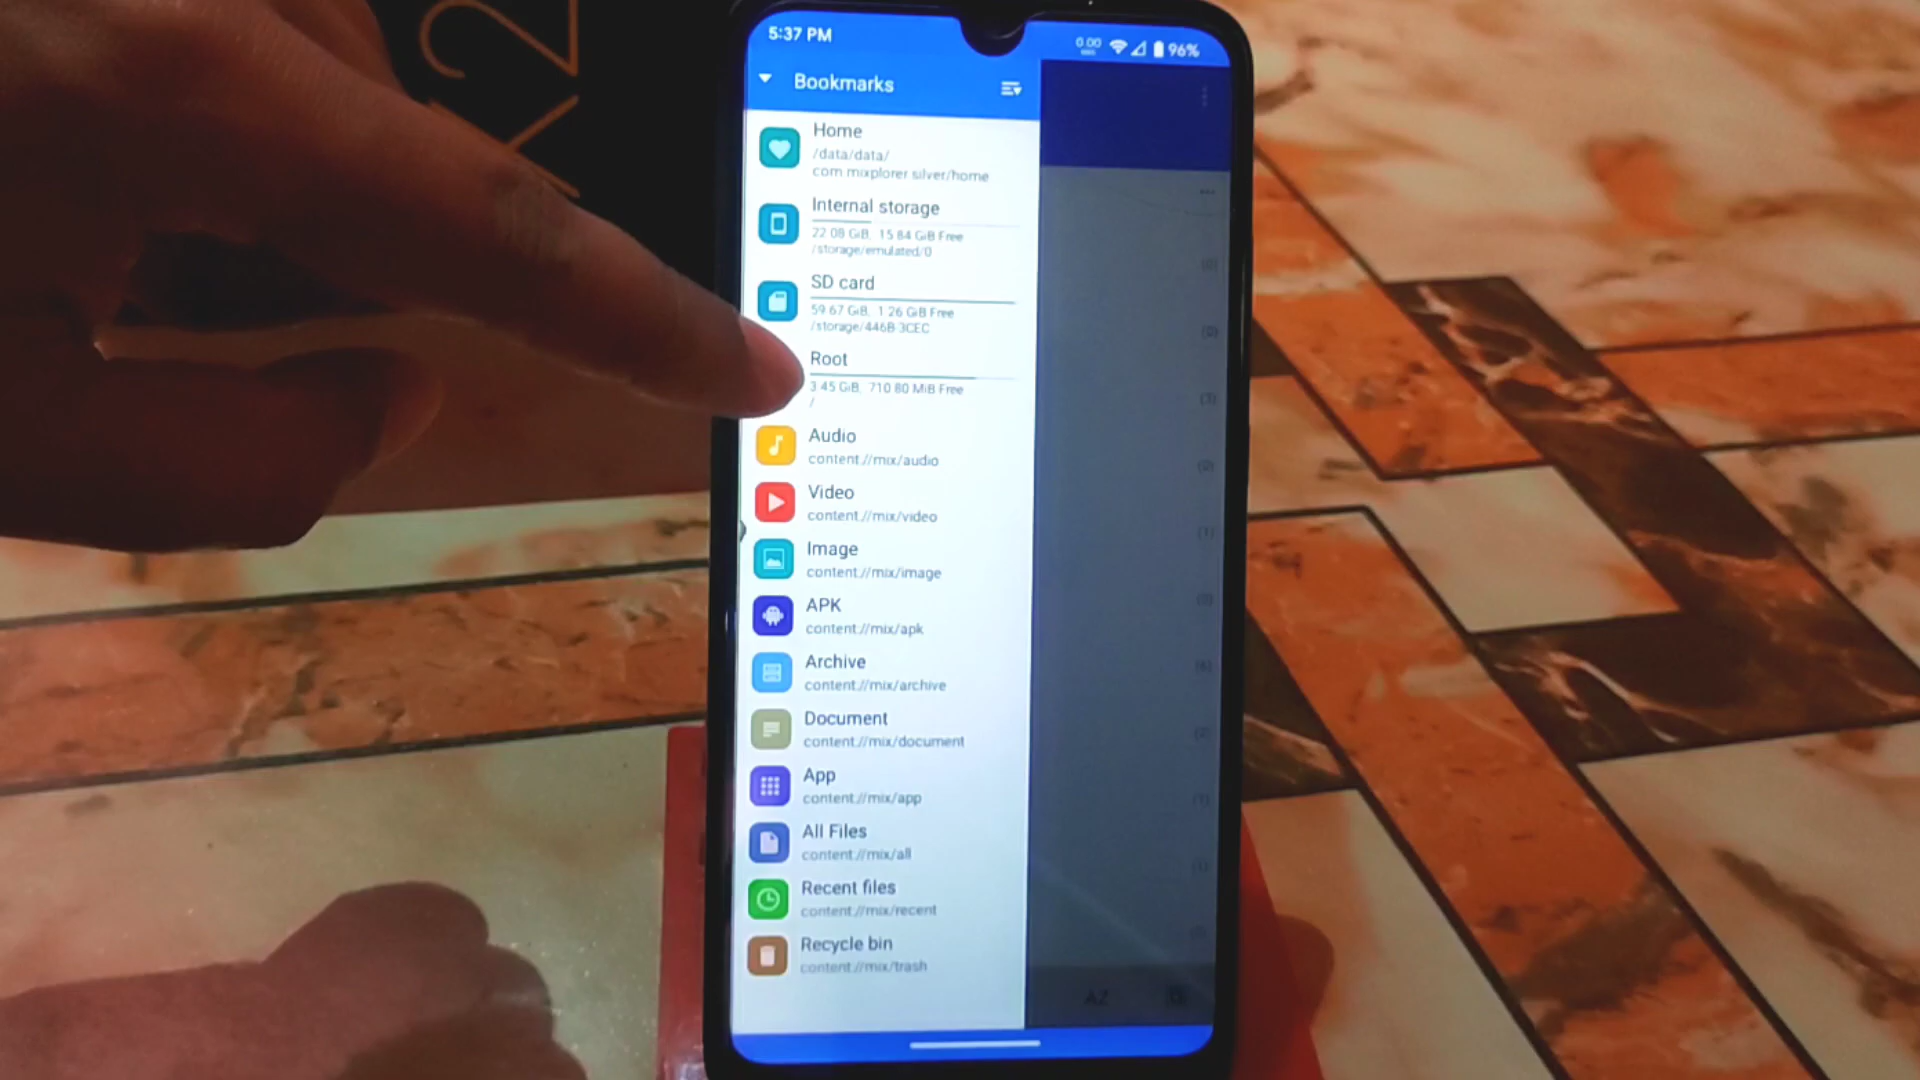 K2
5:37 PM
0.00
96%
Bookmarks
Home
/data/data/
com mixplorer silver/home
Internal storage
22 08 GiB, 15 84 GiB Free
/storage/emulated/0
SD card
59 67 GiB, 1 26 GiB Free
/storage/446B-3CEC
Root
3 45 GiB, 710 80 MiB Free
/
Audio
content://mix/audio
Video
content://mix/video
Image
content://mix/image
APK
content://mix/apk
Archive
content://mix/archive
Document
content://mix/document
App
content://mix/app
All Files
content://mix/all
Recent files
content://mix/recent
Recycle bin
content://mix/trash
AZ